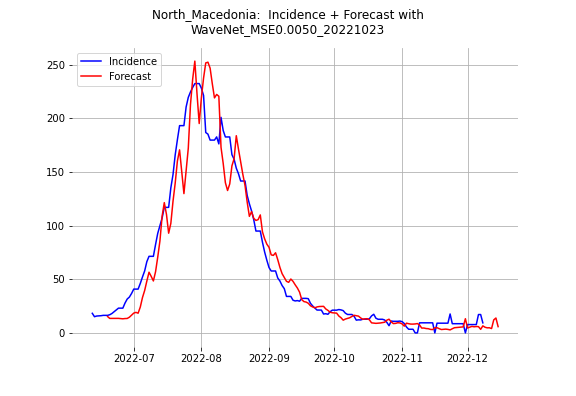 North_Macedonia:  Incidence + Forecast with
WaveNet_MSE0.0050_20221023
Incidence
Forecast
250
200
150
100
50
0
2022-07 2022-08 2022-09 2022-10 2022-11 2022-12